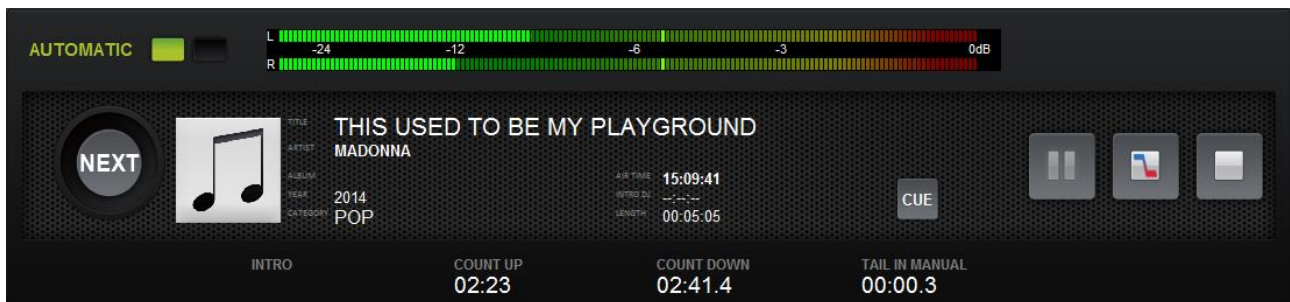 AUTOMATIC
L
-24 -12 -6 -3 0dB
R
NEXT
TITLE THIS USED TO BE MY PLAYGROUND
ARTIST MADONNA
ALBUM
AIR TIME 15:09:41
YEAR 2014
INTRO DJ --:--:--
CATEGORY POP
LENGTH 00:05:05
CUE
INTRO COUNT UP COUNT DOWN TAIL IN MANUAL
02:23 02:41.4 00:00.3